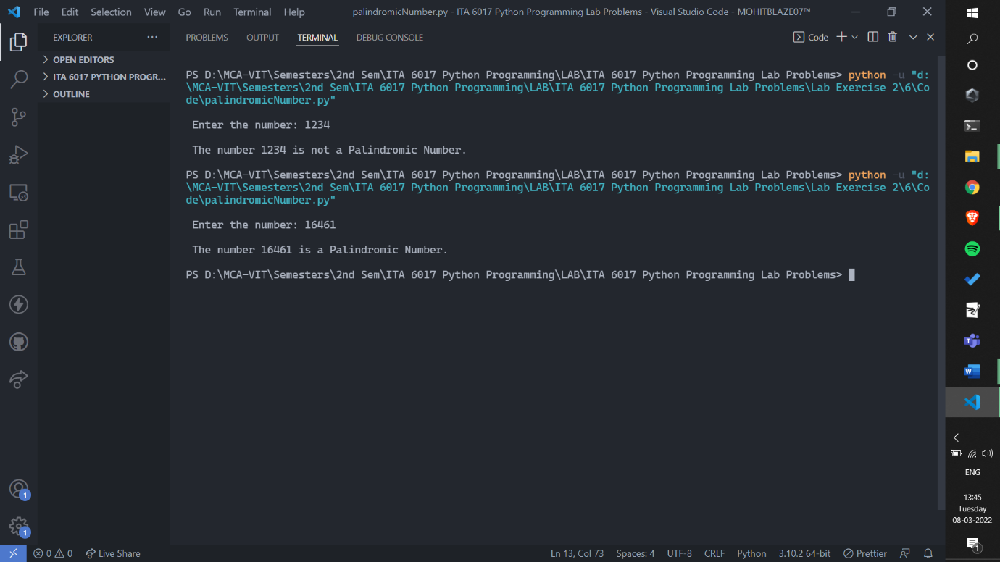 File Edit Selection View Go Run Terminal Help palindromicNumber.py - ITA 6017 Python Programming Lab Problems - Visual Studio Code - MOHITBLAZE07™
EXPLORER ···
OPEN EDITORS
ITA 6017 PYTHON PROGR...
OUTLINE
PROBLEMS OUTPUT TERMINAL DEBUG CONSOLE Code
PS D:\MCA-VIT\Semesters\2nd Sem\ITA 6017 Python Programming\LAB\ITA 6017 Python Programming Lab Problems> python -u "d:
\MCA-VIT\Semesters\2nd Sem\ITA 6017 Python Programming\LAB\ITA 6017 Python Programming Lab Problems\Lab Exercise 2\6\Co
de\palindromicNumber.py"
Enter the number: 1234
The number 1234 is not a Palindromic Number.
PS D:\MCA-VIT\Semesters\2nd Sem\ITA 6017 Python Programming\LAB\ITA 6017 Python Programming Lab Problems> python -u "d:
\MCA-VIT\Semesters\2nd Sem\ITA 6017 Python Programming\LAB\ITA 6017 Python Programming Lab Problems\Lab Exercise 2\6\Co
de\palindromicNumber.py"
Enter the number: 16461
The number 16461 is a Palindromic Number.
PS D:\MCA-VIT\Semesters\2nd Sem\ITA 6017 Python Programming\LAB\ITA 6017 Python Programming Lab Problems>
1
1
0 0 Live Share Ln 13, Col 73 Spaces: 4 UTF-8 CRLF Python 3.10.2 64-bit Prettier
ENG
13:45
Tuesday
08-03-2022
1